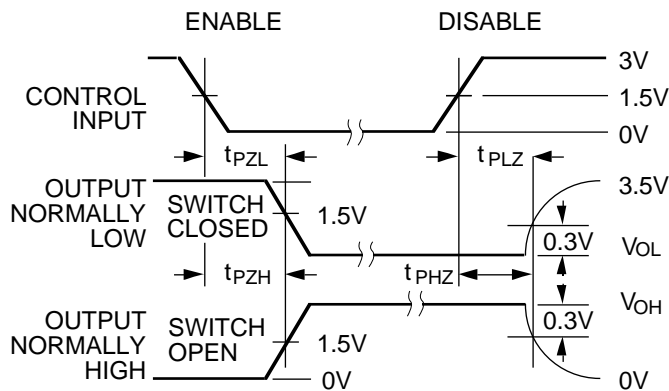 ENABLE DISABLE
3V
CONTROL INPUT
1.5V
0V
tPZL tPLZ
OUTPUT NORMALLY LOW
SWITCH CLOSED
1.5V
3.5V
0.3V
VOL
tPZH tPHZ
VOH
0.3V
OUTPUT NORMALLY HIGH
SWITCH OPEN
1.5V
0V
0V